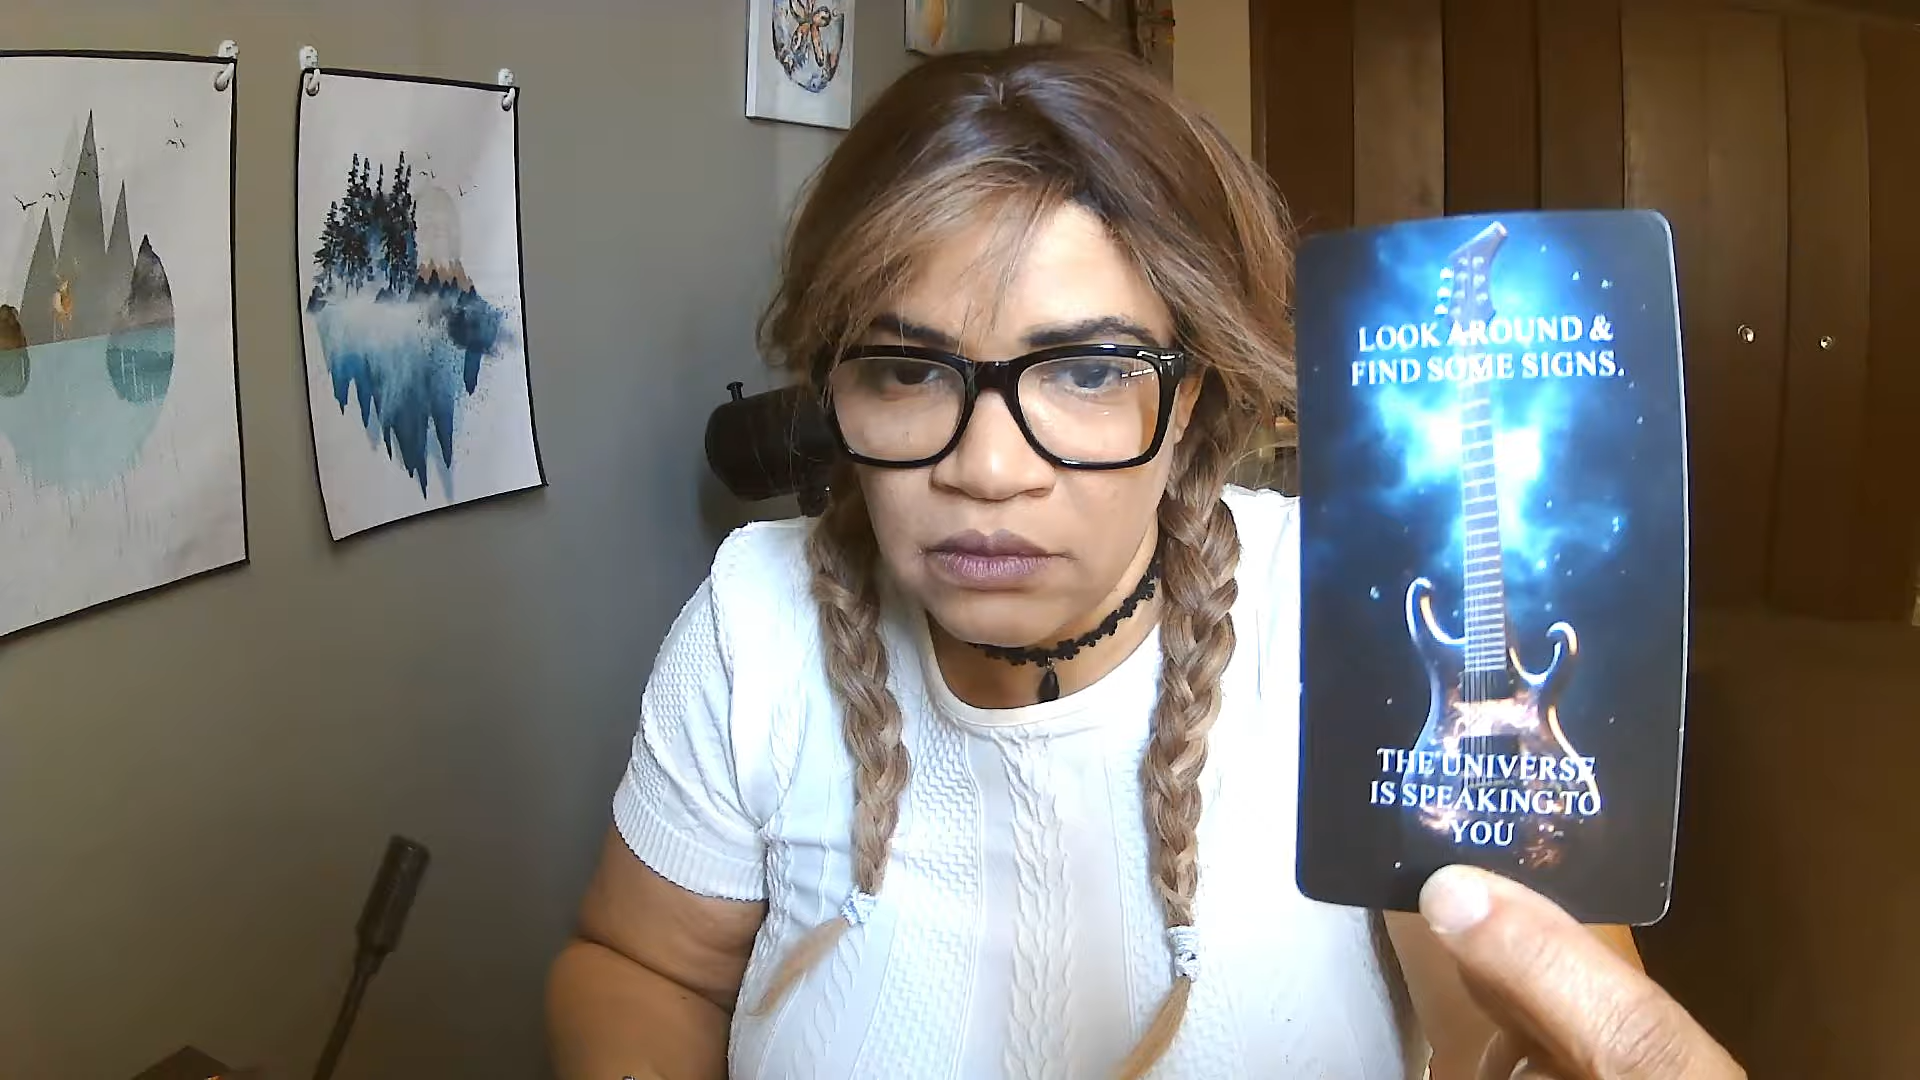 LOOK AROUND &
FIND SOME SIGNS.
THE UNIVERSE
IS SPEAKING TO
YOU